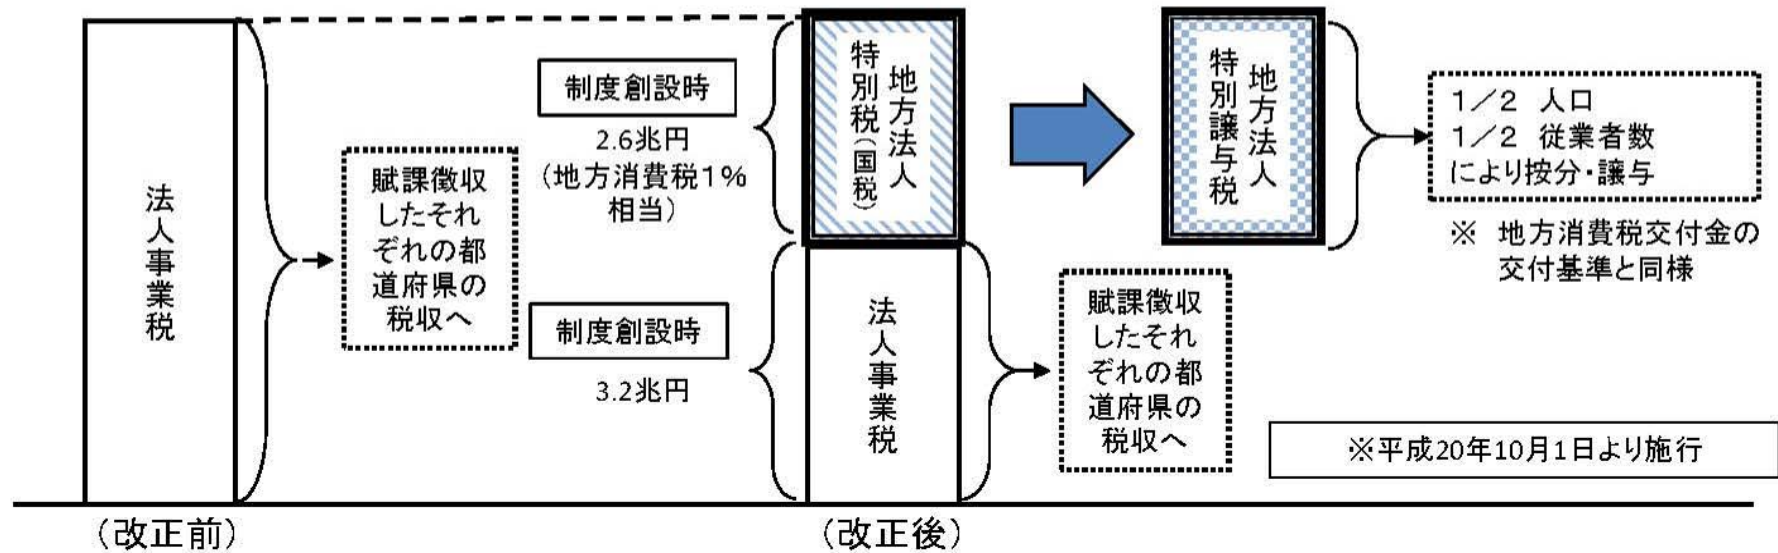 法人事業税
賦課徴収
したそれ
ぞれの都
道府県の
税収へ
制度創設時
2.6兆円
(地方消費税1%
相当)
制度創設時
3.2兆円
地方法人
特別税(国税)
法人事業税
地方法人
特別譲与税
1/2 人口
1/2 従業者数
により按分・譲与
※ 地方消費税交付金の
交付基準と同様
賦課徴収
したそれ
ぞれの都
道府県の
税収へ
※平成20年10月1日より施行
(改正前)
(改正後)